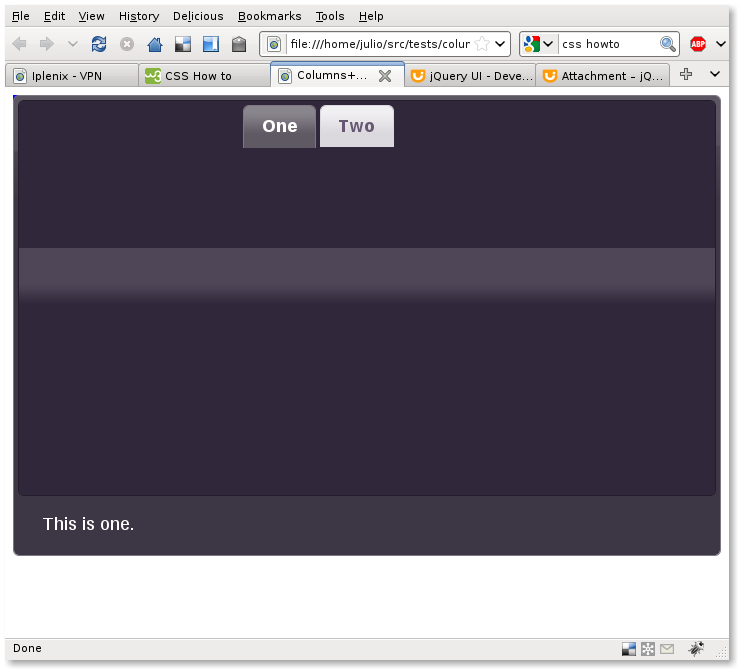 File Edit View History Delicious Bookmarks Tools Help
file:///home/julio/src/tests/colur
css howto
ABP
Iplenix - VPN
w3 CSS How to
Columns+...
jQuery UI - Deve...
Attachment – jQ...
One
Two
This is one.
Done